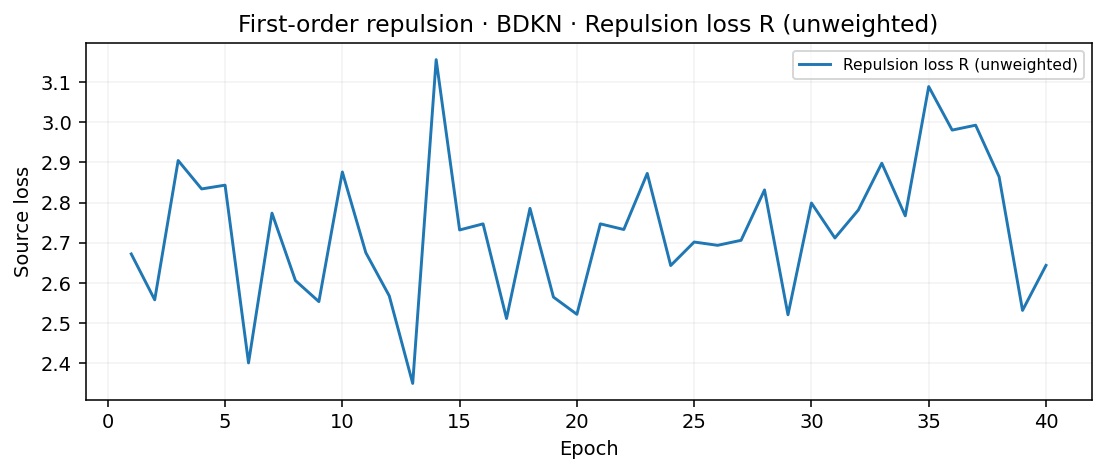 First-order repulsion · BDKN · Repulsion loss R (unweighted)
Repulsion loss R (unweighted)
Source loss
3.1
3.0
2.9
2.8
2.7
2.6
2.5
2.4
0 5 10 15 20 25 30 35 40
Epoch